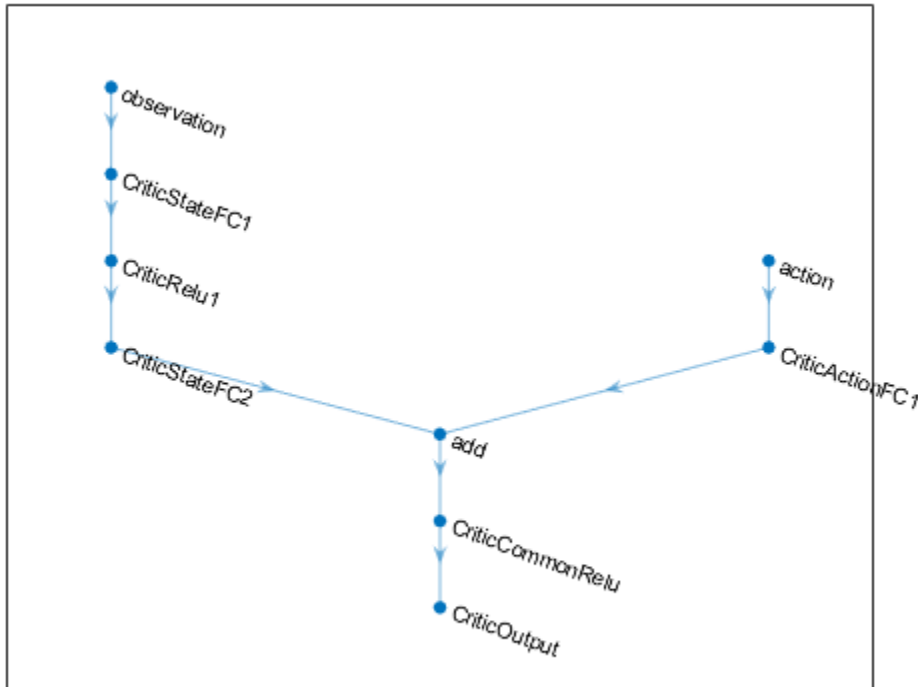 observation
CriticStateFC1
CriticRelu1
action
CriticStateFC2
CriticActionFC1
add
CriticCommonRelu
CriticOutput